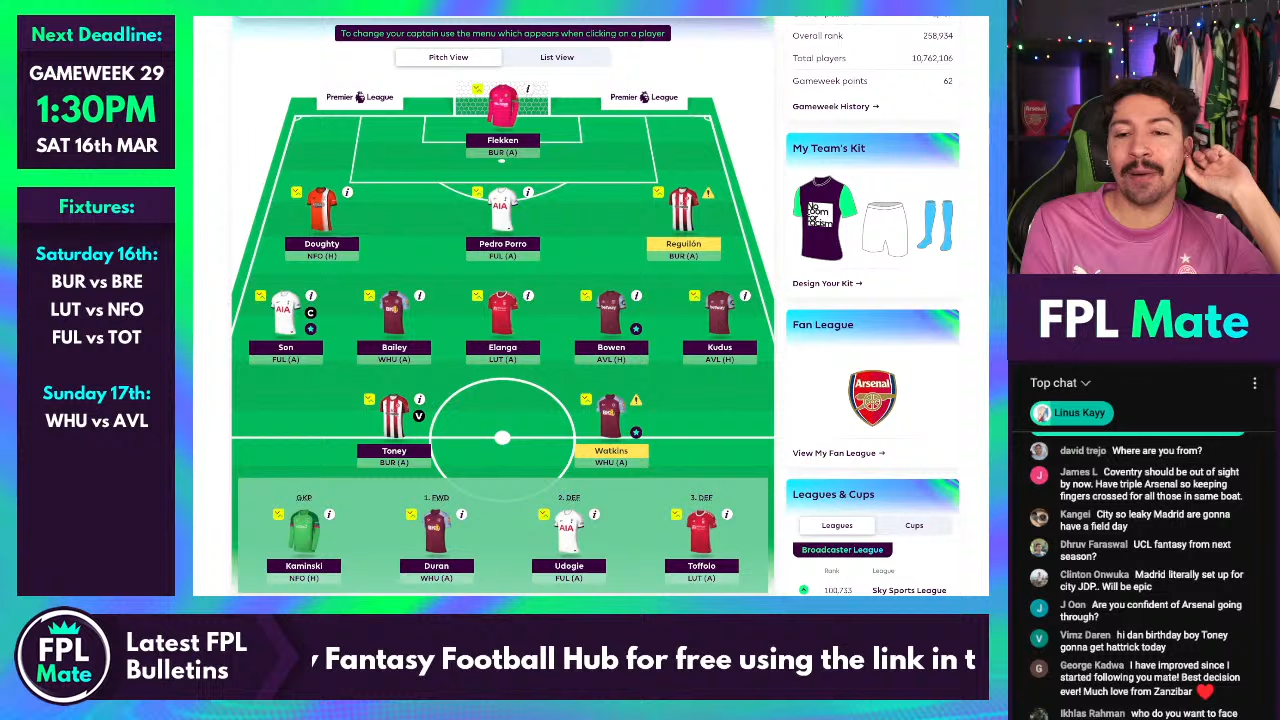 Next Deadline:
GAMEWEEK 29
1:30PM
SAT 16th MAR
Fixtures:
Saturday 16th:
BUR vs BRE
LUT vs NFO
FUL vs TOT
Sunday 17th:
WHU vs AVL
To change your captain use the menu which appears when clicking on a player
Pitch View
List View
Premier League
Premier League
Flekken
BUR (A)
Doughty
NFO (H)
AIA
Pedro Porro
FUL (A)
Reguilón
BUR (A)
AIA
C
Son
FUL (A)
Bailey
WHU (A)
Elanga
LUT (A)
Bowen
AVL (H)
Kudus
AVL (H)
V
Toney
BUR (A)
Watkins
WHU (A)
GKP
1. FWD
2. DEF
3. DEF
AIA
Kaminski
NFO (H)
Duran
WHU (A)
Udogie
FUL (A)
Toffolo
LUT (A)
Overall rank 258,934
Total players 10,762,106
Gameweek points 62
Gameweek History →
My Team's Kit
No
room
for
racism
Design Your Kit →
Fan League
Arsenal
View My Fan League →
Leagues & Cups
Leagues
Cups
Broadcaster League
Rank League
100,733 Sky Sports League
FPL Mate
Top chat
Linus Kayy
david trejo Where are you from?
James L Coventry should be out of sight
by now. Have triple Arsenal so keeping
fingers crossed for all those in same boat.
Kangei City so leaky Madrid are gonna
have a field day
Dhruv Faraswal UCL fantasy from next
season?
Clinton Onwuka Madrid literally set up for
city JDP.. Will be epic
J Oon Are you confident of Arsenal going
through?
Vimz Daren hi dan birthday boy Toney
gonna get hattrick today
George Kadwa I have improved since I
started following you mate! Best decision
ever! Much love from Zanzibar ❤️
Ikhlas Rahman who do you want to face
FPL
Mate
Latest FPL
Bulletins
Fantasy Football Hub for free using the link in t